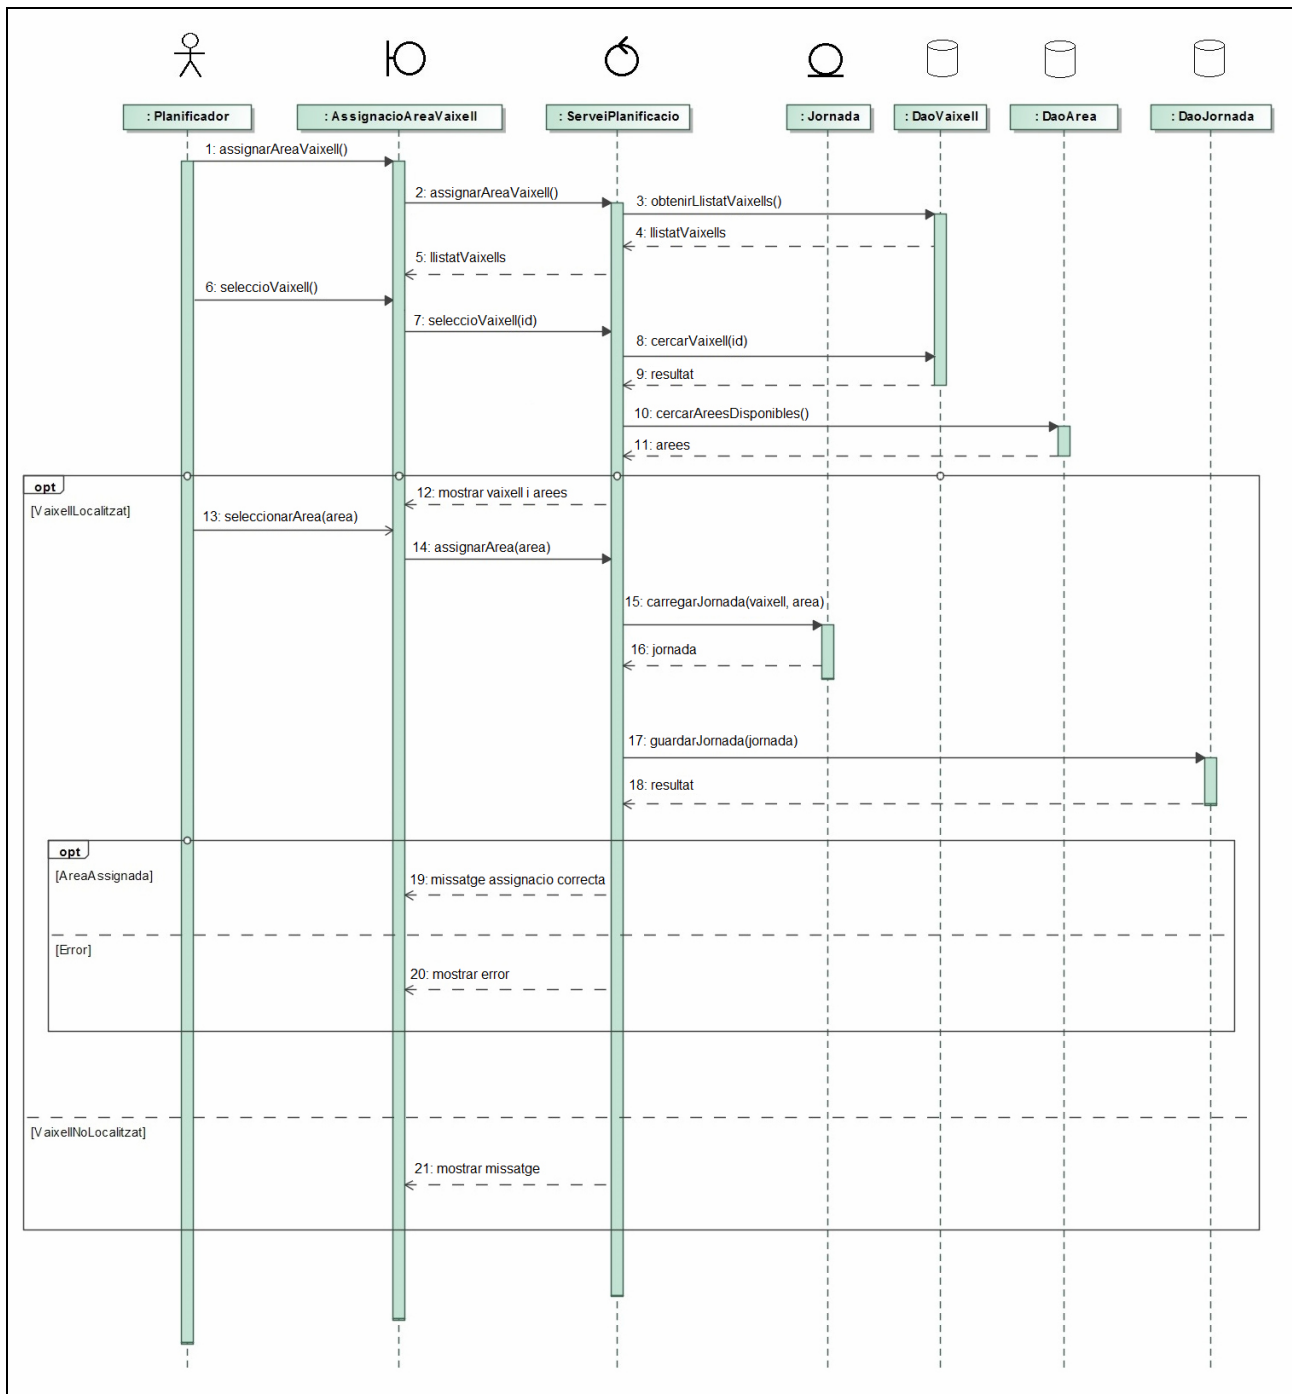 : Planificador
: AssignacioAreaVaixell
: ServeiPlanificacio
: Jornada
: DaoVaixell
: DaoArea
: DaoJornada
1: assignarAreaVaixell()
2: assignarAreaVaixell()
3: obtenirLlistatVaixells()
4: llistatVaixells
5: llistatVaixells
6: seleccioVaixell()
7: seleccioVaixell(id)
8: cercarVaixell(id)
9: resultat
10: cercarAreesDisponibles()
11: arees
opt
[VaixellLocalitzat]
12: mostrar vaixell i arees
13: seleccionarArea(area)
14: assignarArea(area)
15: carregarJornada(vaixell, area)
16: jornada
17: guardarJornada(jornada)
18: resultat
opt
[AreaAssignada]
19: missatge assignacio correcta
[Error]
20: mostrar error
[VaixellNoLocalitzat]
21: mostrar missatge